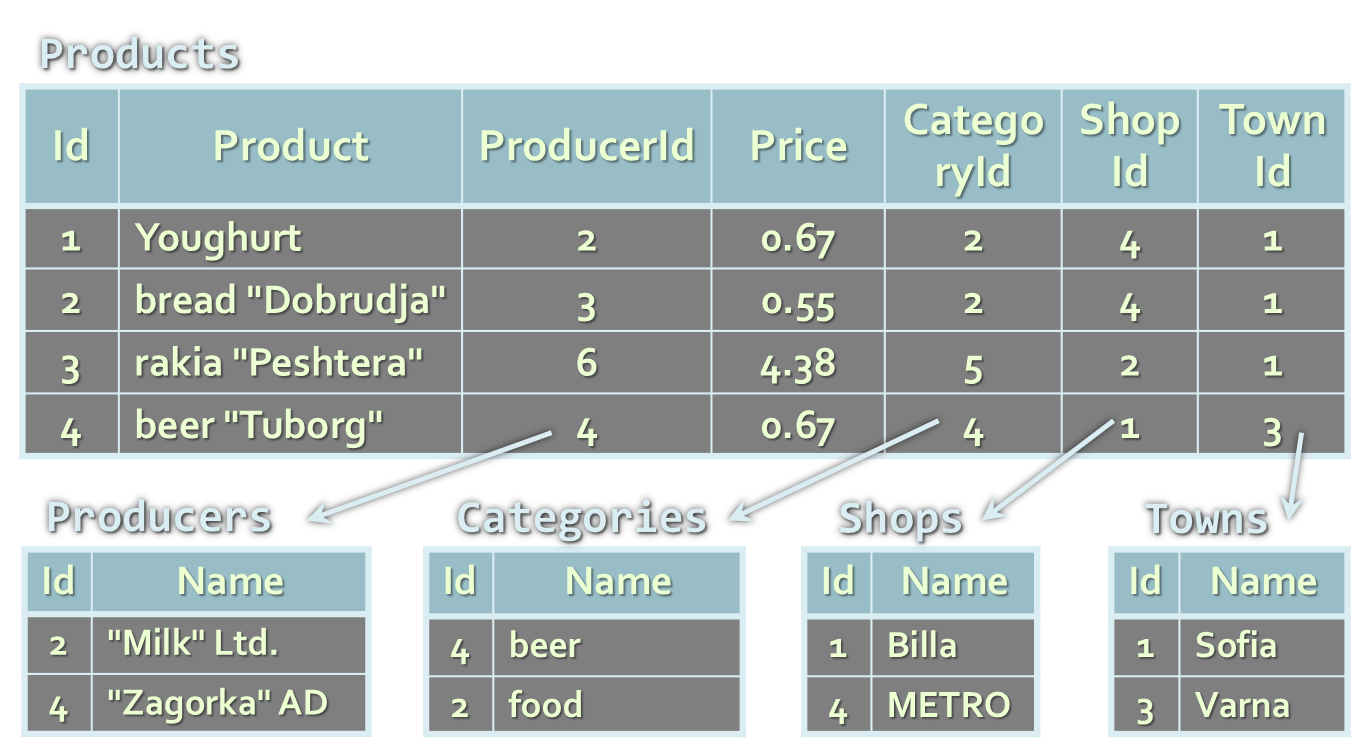 Products
Id Product ProducerId Price Catego Shop Town
ryId Id Id
1 Youghurt 2 0.67 2 4 1
2 bread "Dobrudja" 3 0.55 2 4 1
3 rakia "Peshtera" 6 4.38 5 2 1
4 beer "Tuborg" 4 0.67 4 1 3
Producers Categories Shops Towns
Id Name Id Name Id Name Id Name
2 "Milk" Ltd. 4 beer 1 Billa 1 Sofia
4 "Zagorka" AD 2 food 4 METRO 3 Varna